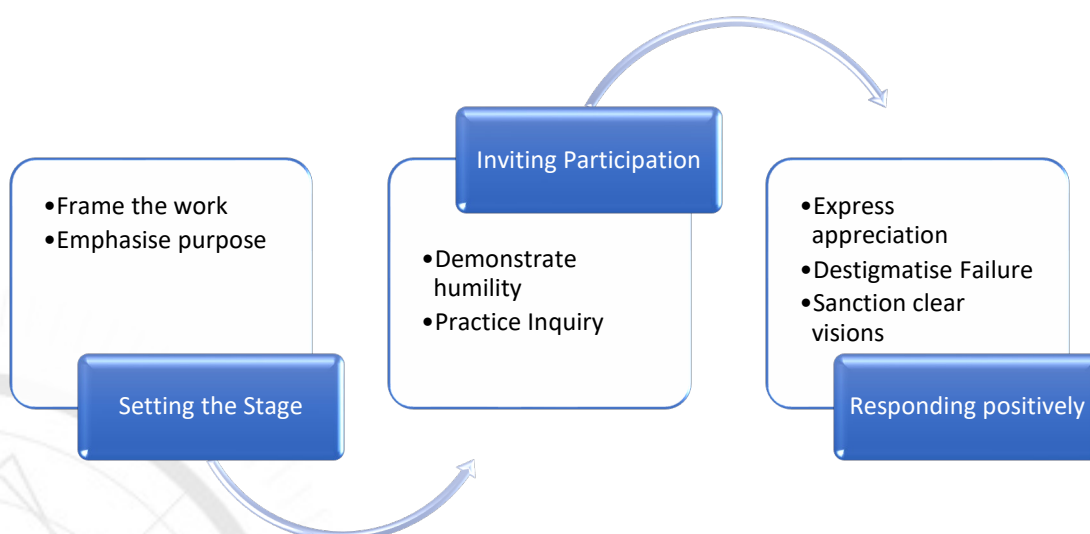 •Frame the work
•Emphasise purpose
Setting the Stage
Inviting Participation
•Demonstrate
humility
•Practice Inquiry
•Express
appreciation
•Destigmatise Failure
•Sanction clear
visions
Responding positively